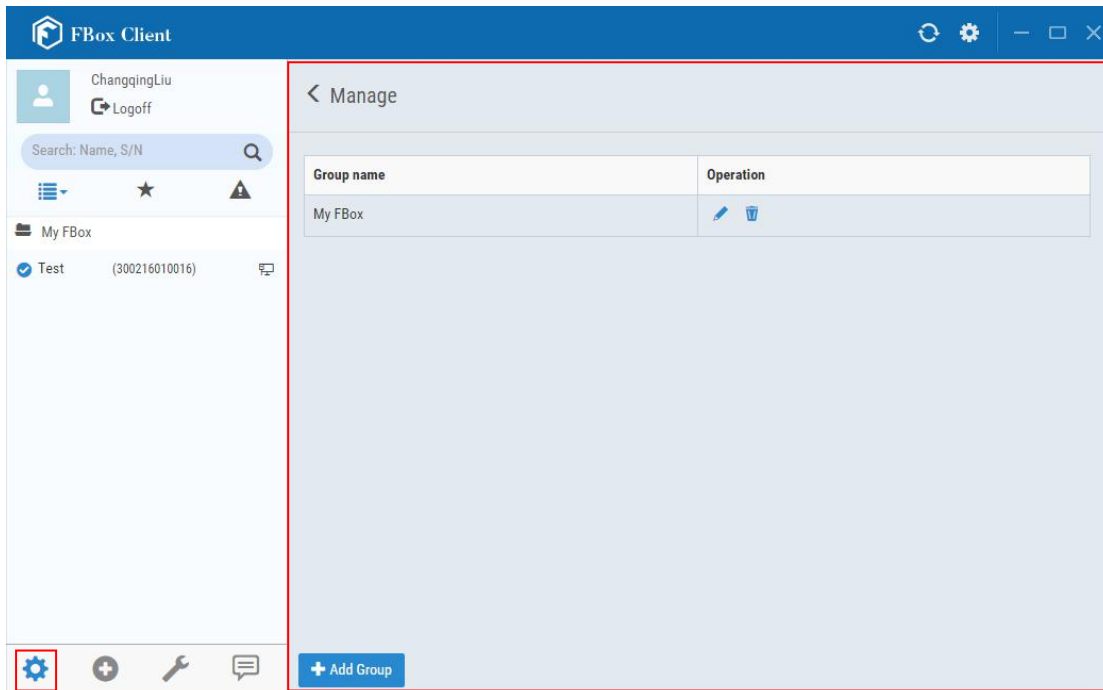 FBox Client
ChangqingLiu
Logoff
Search: Name, S/N
My FBox
Test (300216010016)
Manage
Group name Operation
My FBox
Add Group